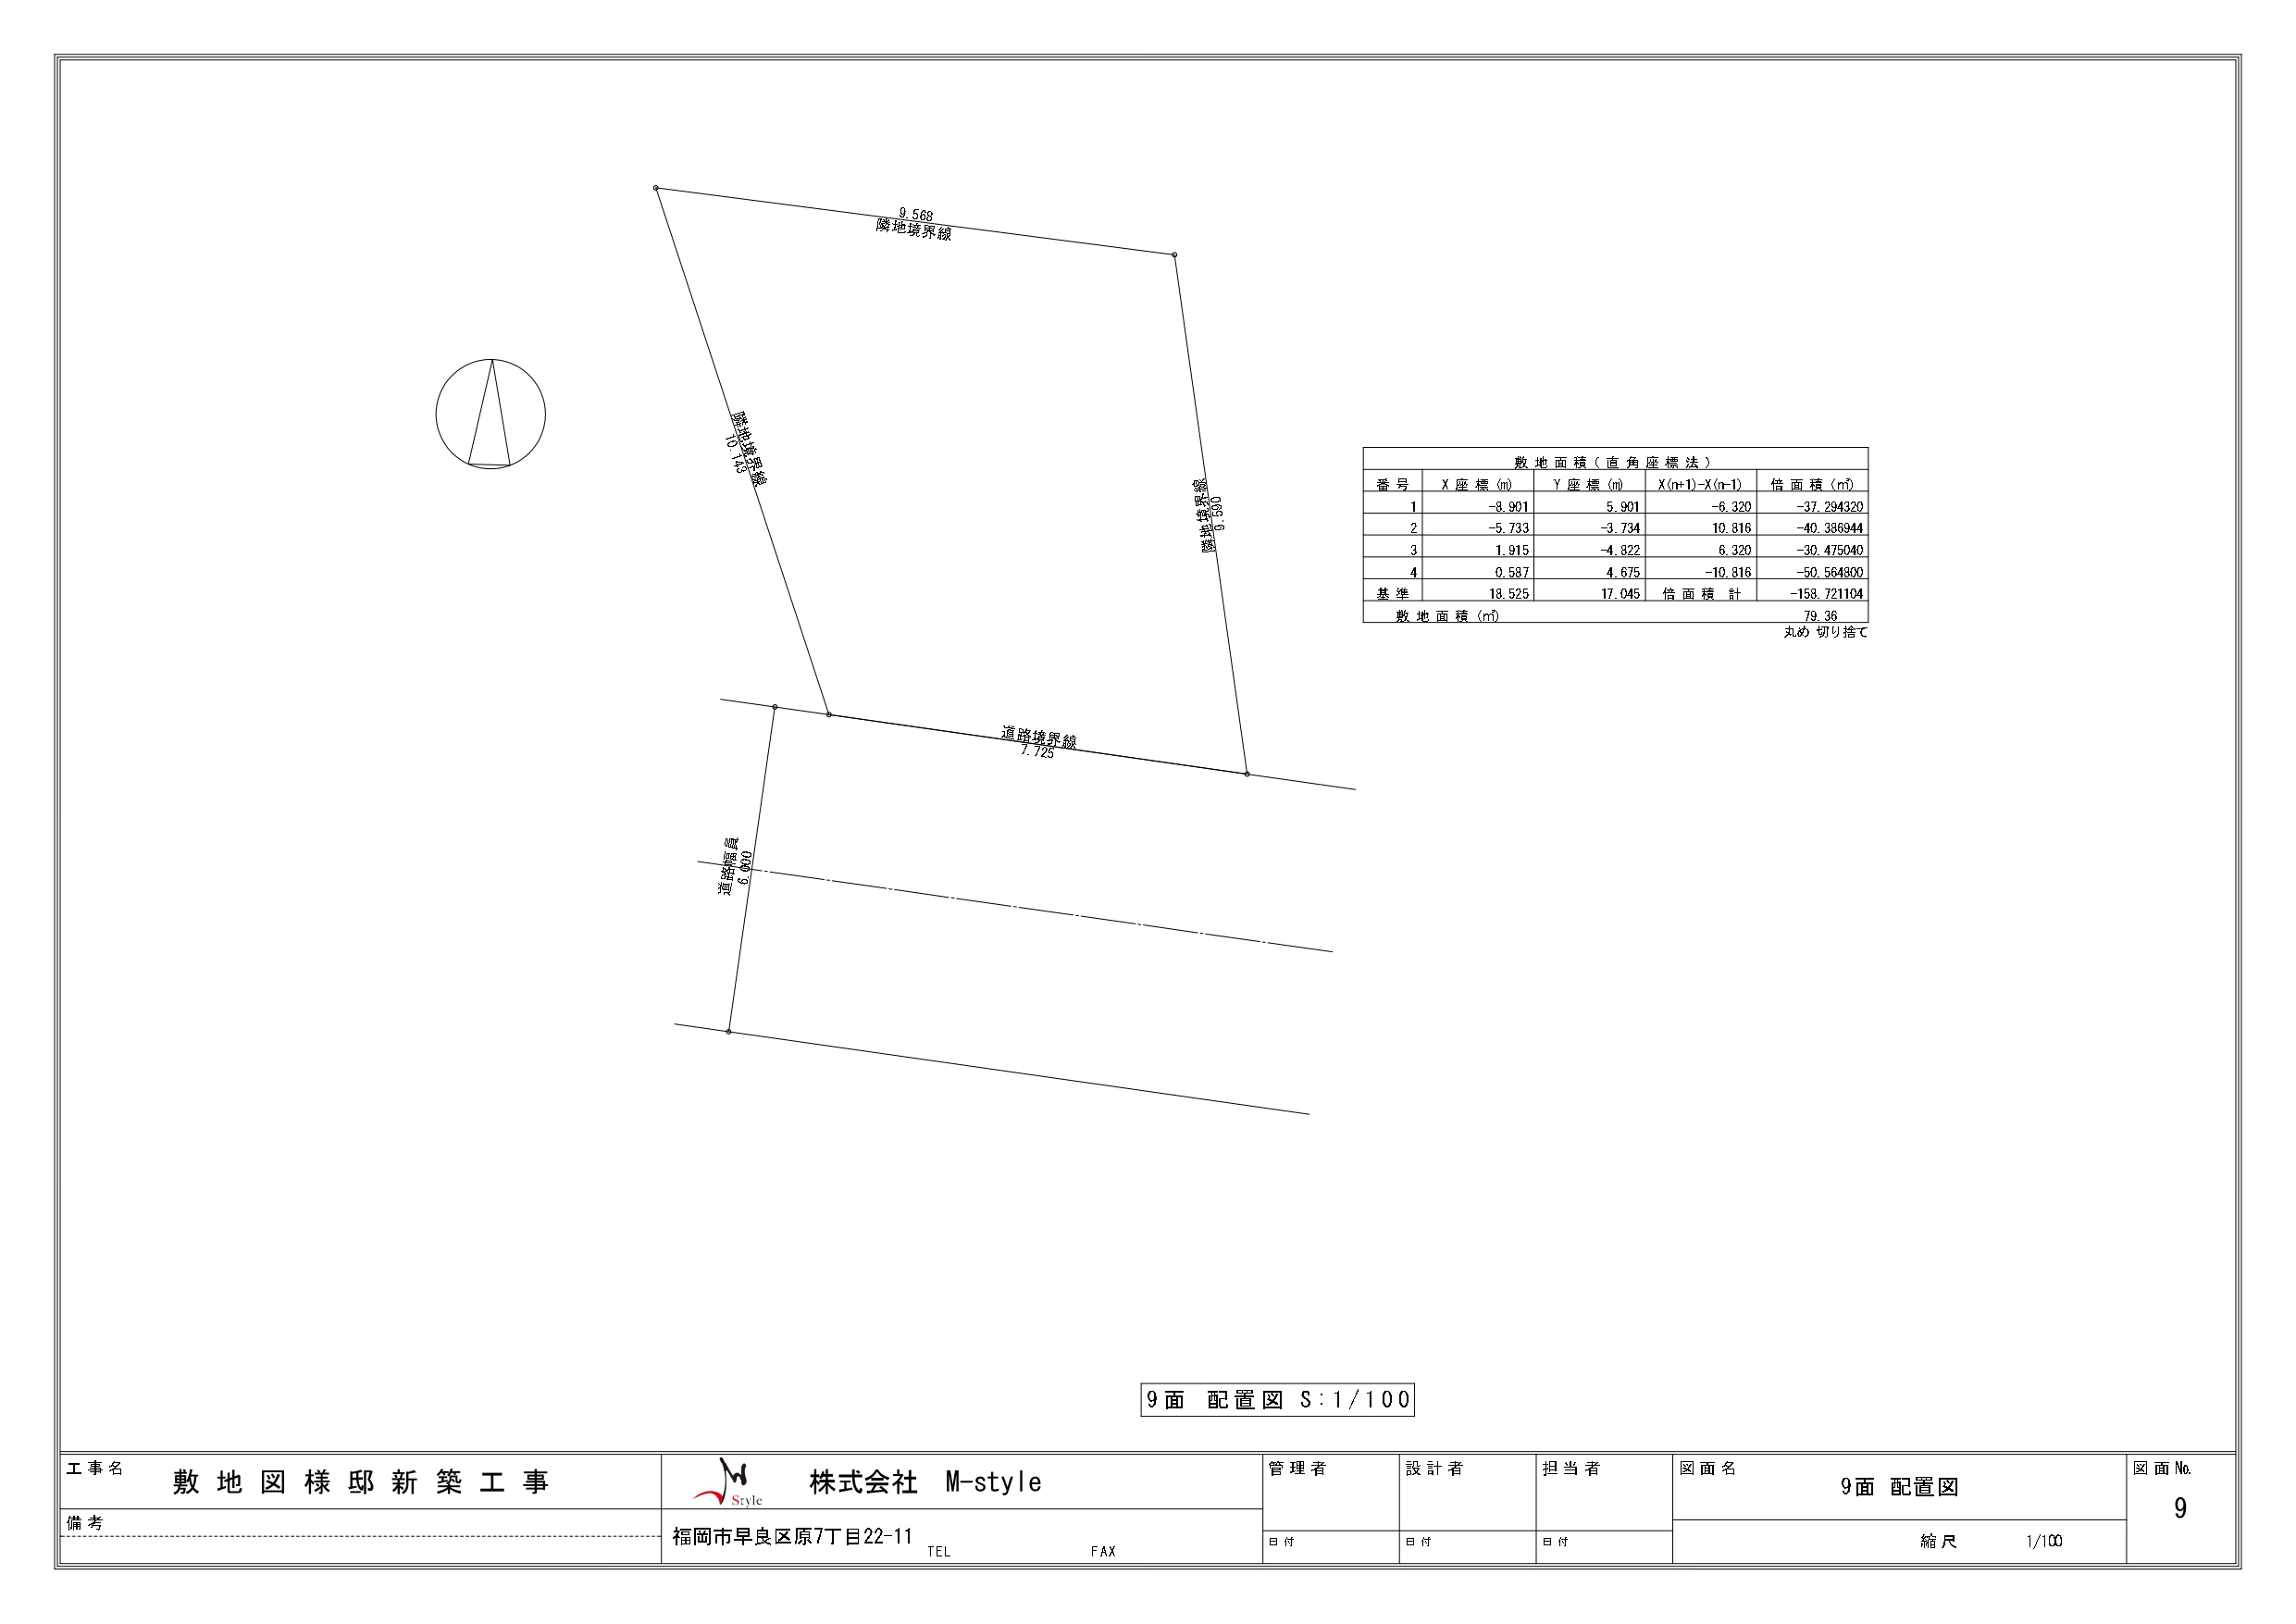 9.568
隣地境界線
隣地境界線
10.143
隣地境界線
9.590
道路境界線
7.725
道路幅員
6.000
敷地面積(直角座標法)
番号 X座標(m) Y座標(m) X(n+1)-X(n-1) 倍面積(㎡)
1 -8.901 5.901 -6.320 -37.294320
2 -5.733 -3.734 10.816 -40.386944
3 1.915 -4.822 6.320 -30.475040
4 0.587 4.675 -10.816 -50.564800
基準 18.525 17.045 倍面積 計 -158.721104
敷地面積(㎡) 79.36
丸め 切り捨て
9面 配置図 S:1/100
工事名 敷地図様邸新築工事
備考
Style
株式会社 M-style
福岡市早良区原7丁目22-11 TEL FAX
管理者 設計者 担当者
日付 日付 日付
図面名 9面 配置図
縮尺 1/100
図面No.
9